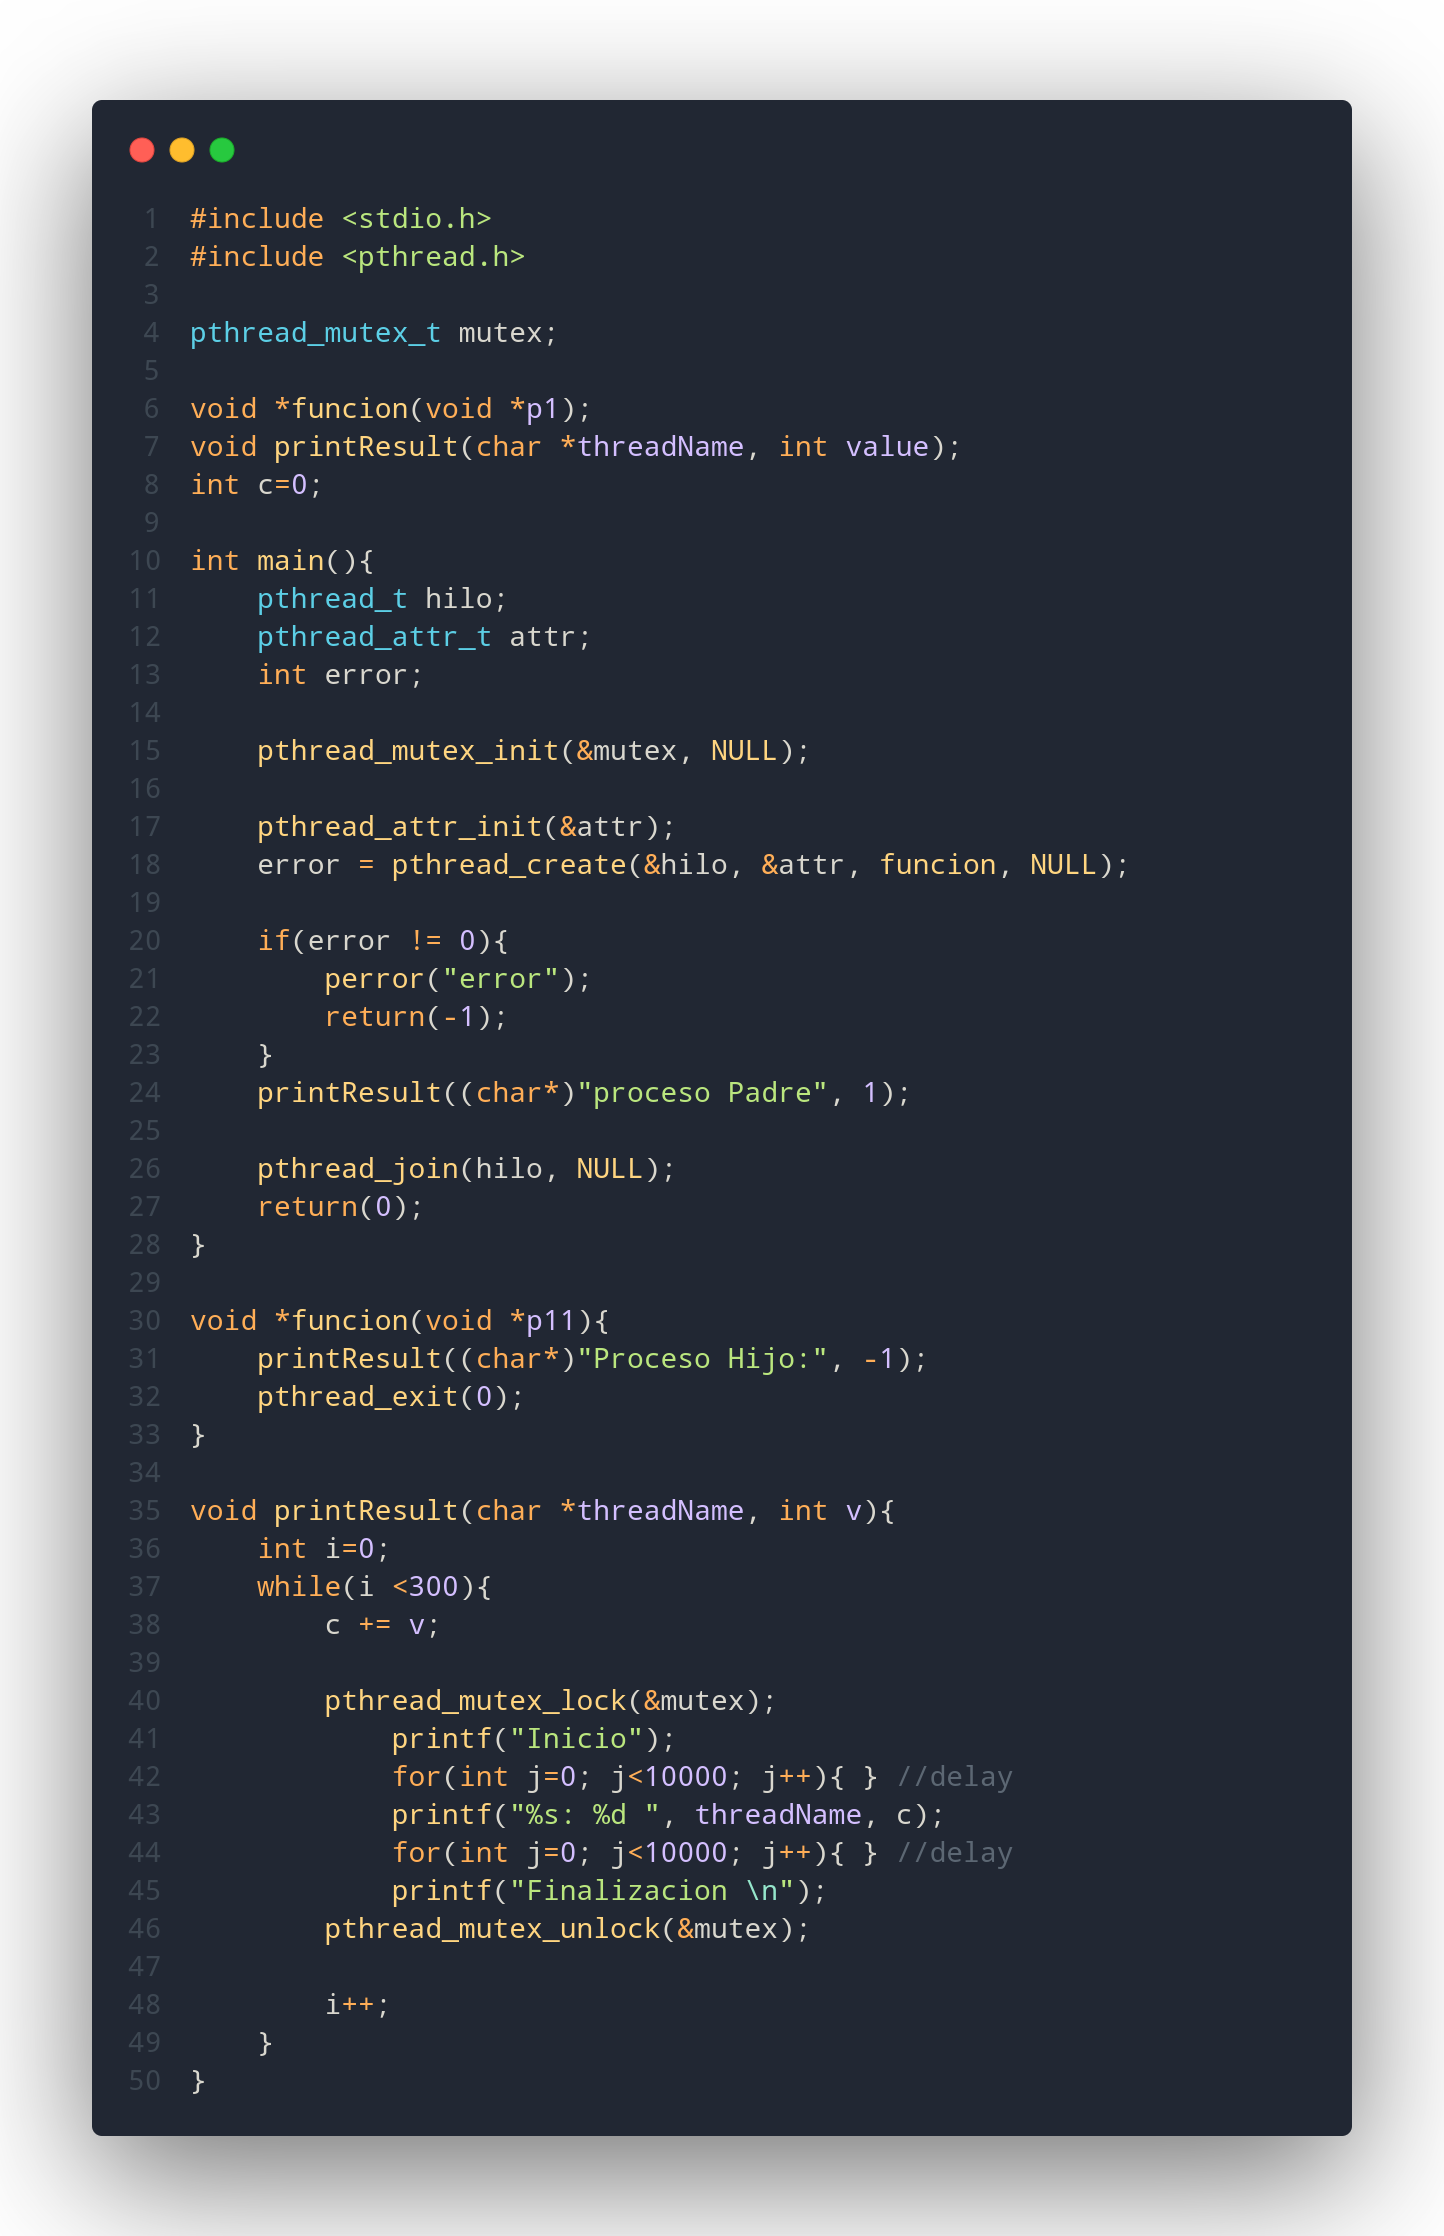 1 #include <stdio.h>
2 #include <pthread.h>
3
4 pthread_mutex_t mutex;
5
6 void *funcion(void *p1);
7 void printResult(char *threadName, int value);
8 int c=0;
9
10 int main(){
11     pthread_t hilo;
12     pthread_attr_t attr;
13     int error;
14
15     pthread_mutex_init(&mutex, NULL);
16
17     pthread_attr_init(&attr);
18     error = pthread_create(&hilo, &attr, funcion, NULL);
19
20     if(error != 0){
21         perror("error");
22         return(-1);
23     }
24     printResult((char*)"proceso Padre", 1);
25
26     pthread_join(hilo, NULL);
27     return(0);
28 }
29
30 void *funcion(void *p11){
31     printResult((char*)"Proceso Hijo:", -1);
32     pthread_exit(0);
33 }
34
35 void printResult(char *threadName, int v){
36     int i=0;
37     while(i <300){
38         c += v;
39
40         pthread_mutex_lock(&mutex);
41             printf("Inicio");
42             for(int j=0; j<10000; j++){ } //delay
43             printf("%s: %d ", threadName, c);
44             for(int j=0; j<10000; j++){ } //delay
45             printf("Finalizacion \n");
46         pthread_mutex_unlock(&mutex);
47
48         i++;
49     }
50 }